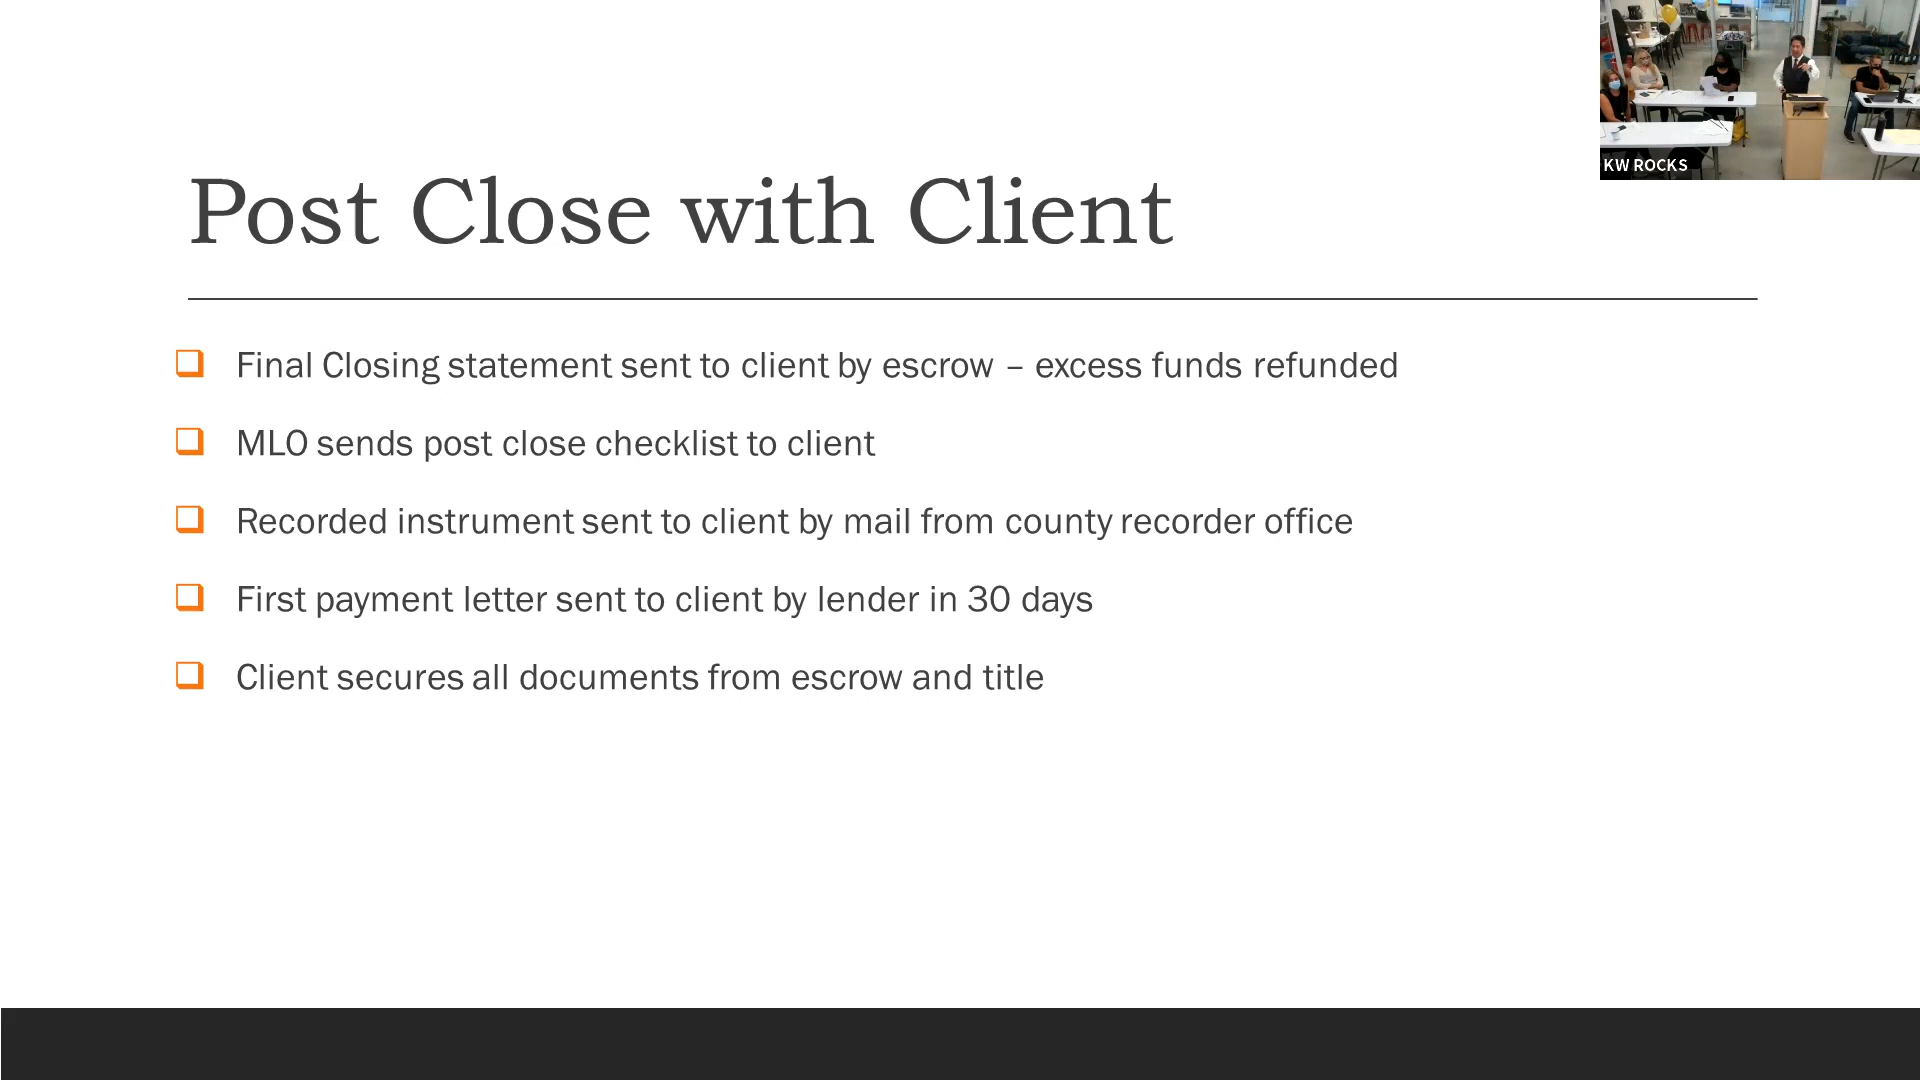 KW ROCKS
Post Close with Client
Final Closing statement sent to client by escrow – excess funds refunded
MLO sends post close checklist to client
Recorded instrument sent to client by mail from county recorder office
First payment letter sent to client by lender in 30 days
Client secures all documents from escrow and title